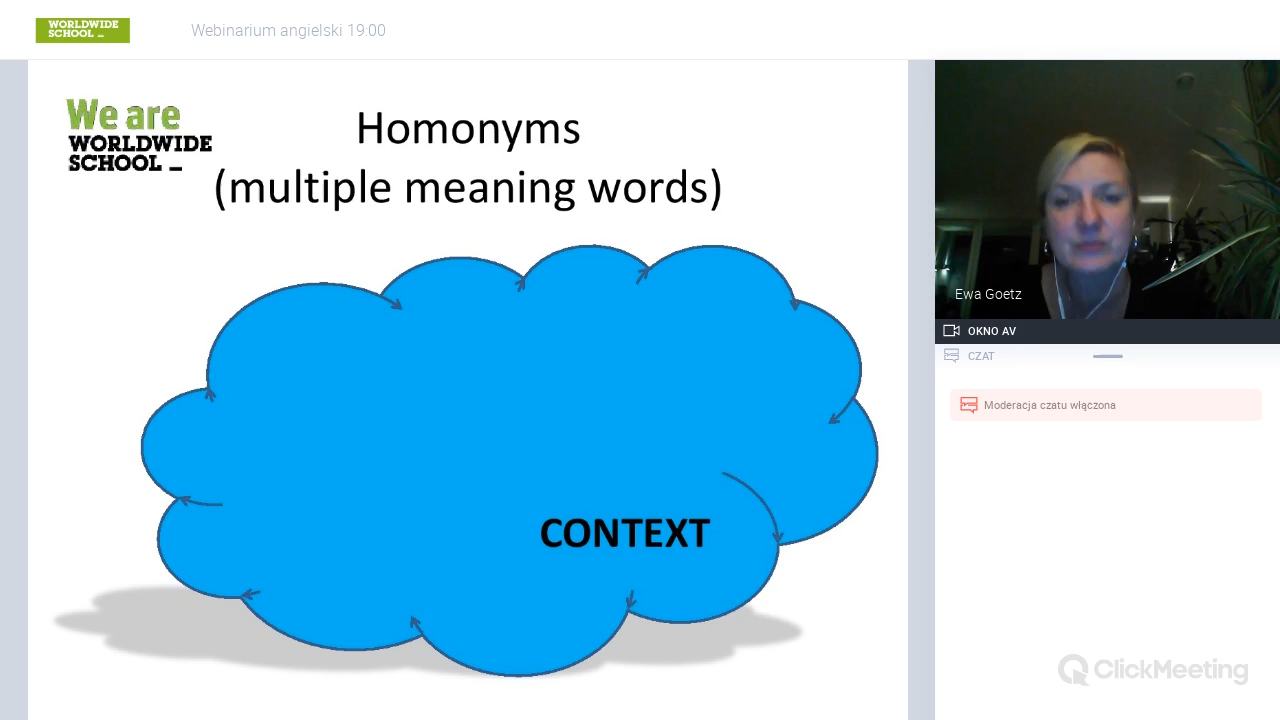 WORLDWIDE
SCHOOL _
Webinarium angielski 19:00
We are
WORLDWIDE
SCHOOL _
Homonyms
(multiple meaning words)
CONTEXT
Ewa Goetz
OKNO AV
CZAT
Moderacja czatu włączona
ClickMeeting